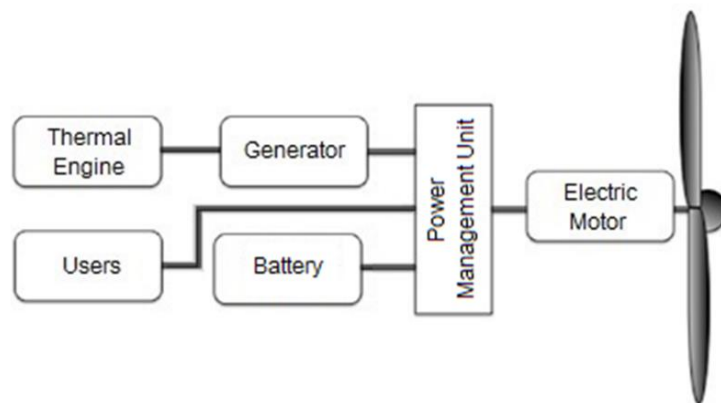 Thermal
Engine
Generator
Power
Management Unit
Electric
Motor
Users
Battery